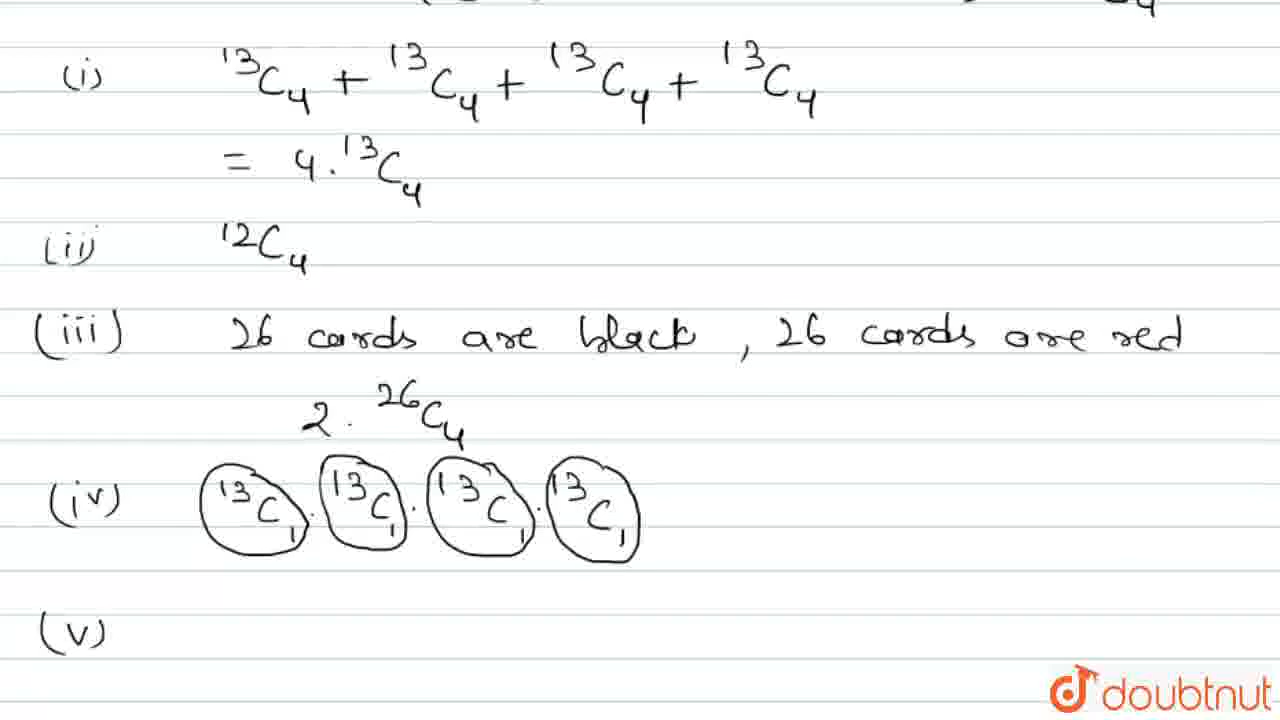 C₄
(i) ¹³C₄ + ¹³C₄ + ¹³C₄ + ¹³C₄
= 4.¹³C₄
(ii) ¹²C₄
(iii) 26 cards are black, 26 cards are red
2. ²⁶C₄
(iv) ¹³C₁ . ¹³C₁ . ¹³C₁ . ¹³C₁
(v)
doubtnut